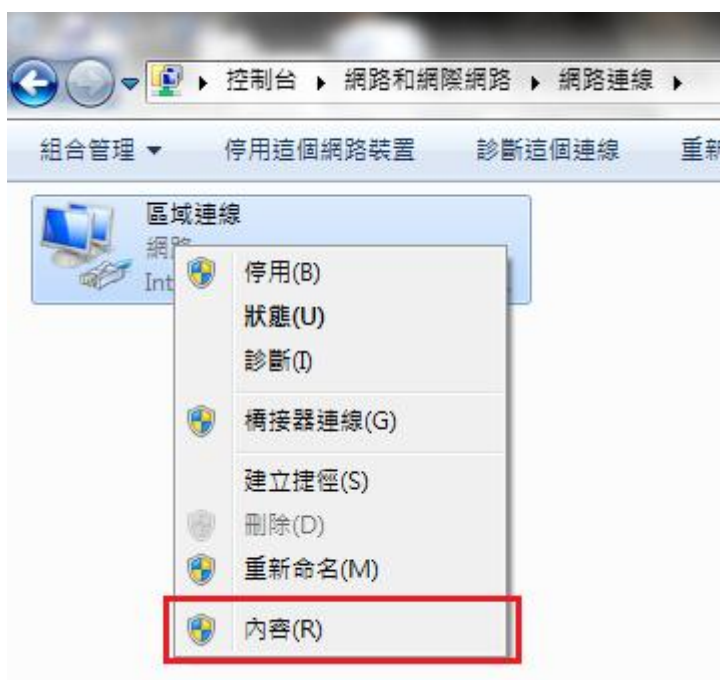 控制台 ▸ 網路和網際網路 ▸ 網路連線 ▸
組合管理 ▼ 停用這個網路裝置 診斷這個連線 重新
區域連線
Int
停用(B)
狀態(U)
診斷(I)
橋接器連線(G)
建立捷徑(S)
刪除(D)
重新命名(M)
內容(R)